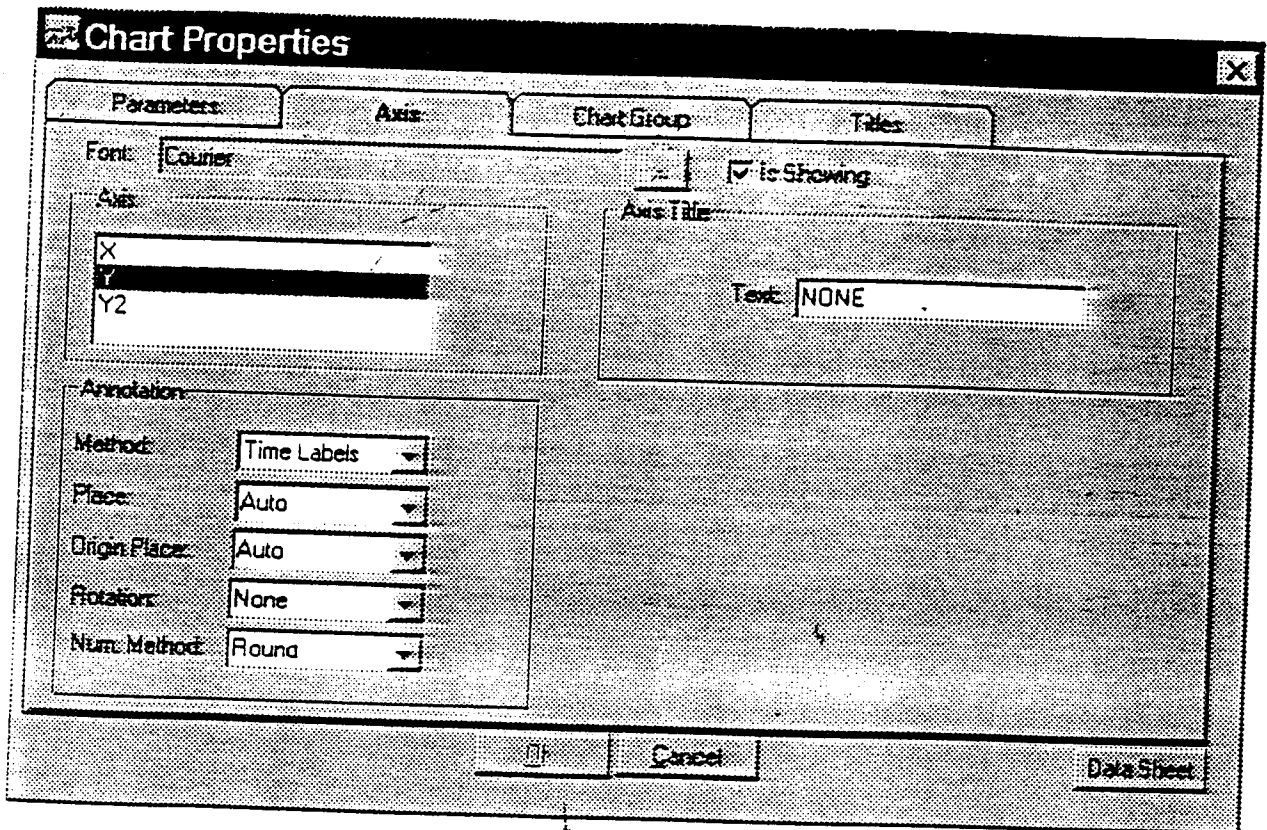 Chart Properties
Parameters Axis Chart Group Titles
Font: Courier ... Is Showing
Axis Axis Title
X
Y
Y2
Text: NONE
Annotation
Method: Time Labels
Place: Auto
Origin Place: Auto
Rotation: None
Num. Method: Round
Ok Cancel Data Sheet